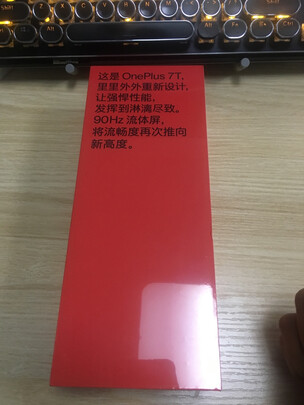 这是 OnePlus 7T,
里里外外重新设计,
让强悍性能,
发挥到淋漓尽致。
90Hz 流体屏,
将流畅度再次推向
新高度。